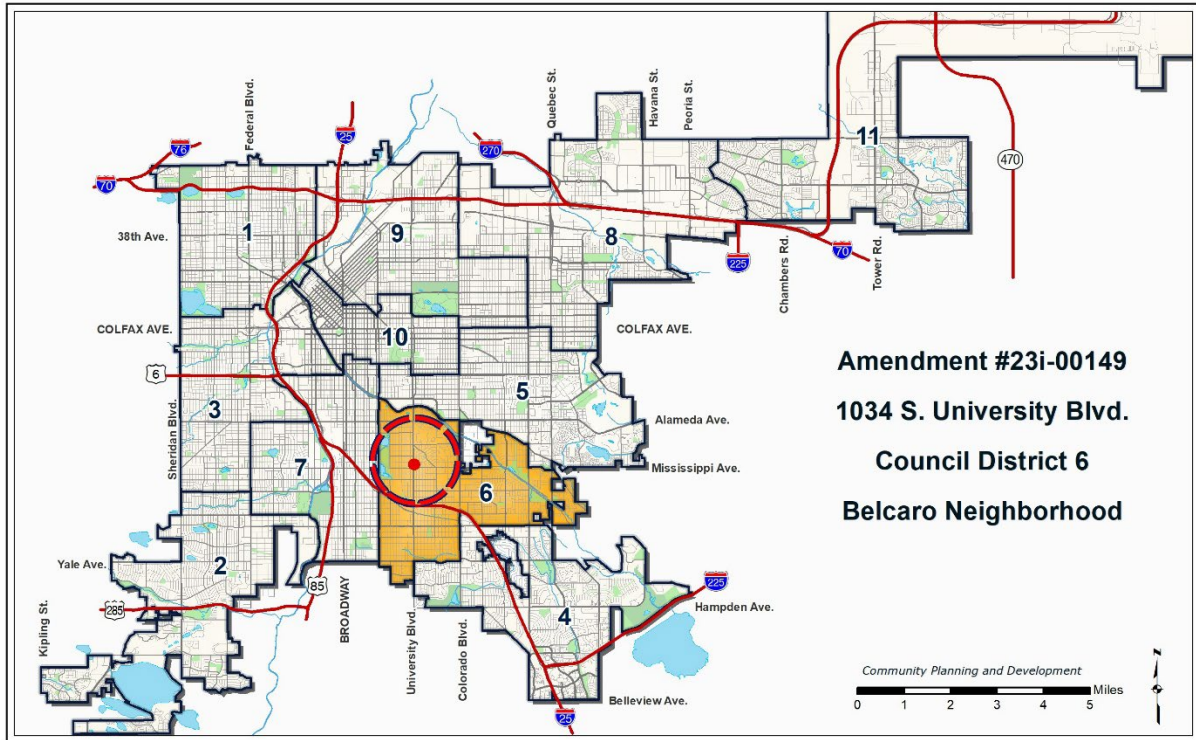 Federal Blvd.
Quebec St.
Havana St.
Peoria St.
76
25
270
70
11
470
1
9
8
38th Ave.
225
70
Chambers Rd.
Tower Rd.
COLFAX AVE.
10
COLFAX AVE.
6
5
3
Sheridan Blvd.
Alameda Ave.
7
Mississippi Ave.
6
Yale Ave.
2
85
225
285
BROADWAY
4
Hampden Ave.
Kipling St.
University Blvd.
Colorado Blvd.
Belleview Ave.
25
Amendment #23i-00149
1034 S. University Blvd.
Council District 6
Belcaro Neighborhood
Community Planning and Development
Miles
0 1 2 3 4 5
N